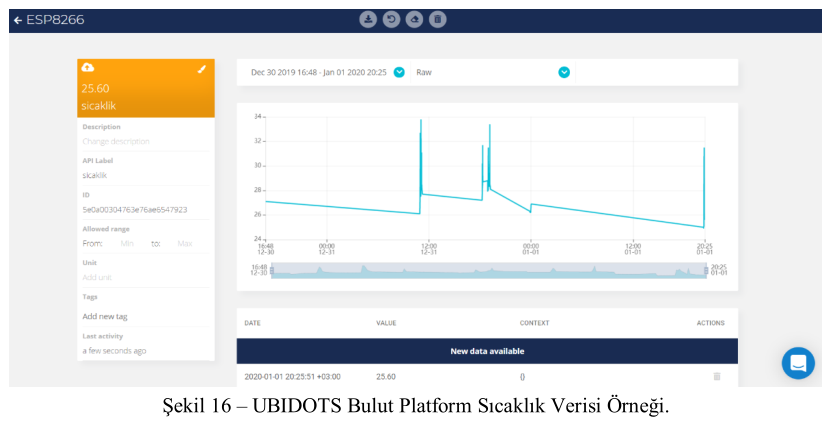 ← ESP8266
25.60
sicaklik
Description
Change description
API Label
sicaklik
ID
5e0a00304763e76ae6547923
Allowed range
From: Min to: Max
Unit
Add unit
Tags
Add new tag
Last activity
a few seconds ago
Dec 30 2019 16:48 - Jan 01 2020 20:25 Raw
34
32
30
28
26
24
16:48 00:00 12:00 00:00 12:00 20:25
12-30 12-31 12-31 01-01 01-01 01-01
16:48 20:25
12-30 01-01
DATE VALUE CONTEXT ACTIONS
New data available
2020-01-01 20:25:51 +03:00 25.60 {}
Şekil 16 – UBIDOTS Bulut Platform Sıcaklık Verisi Örneği.